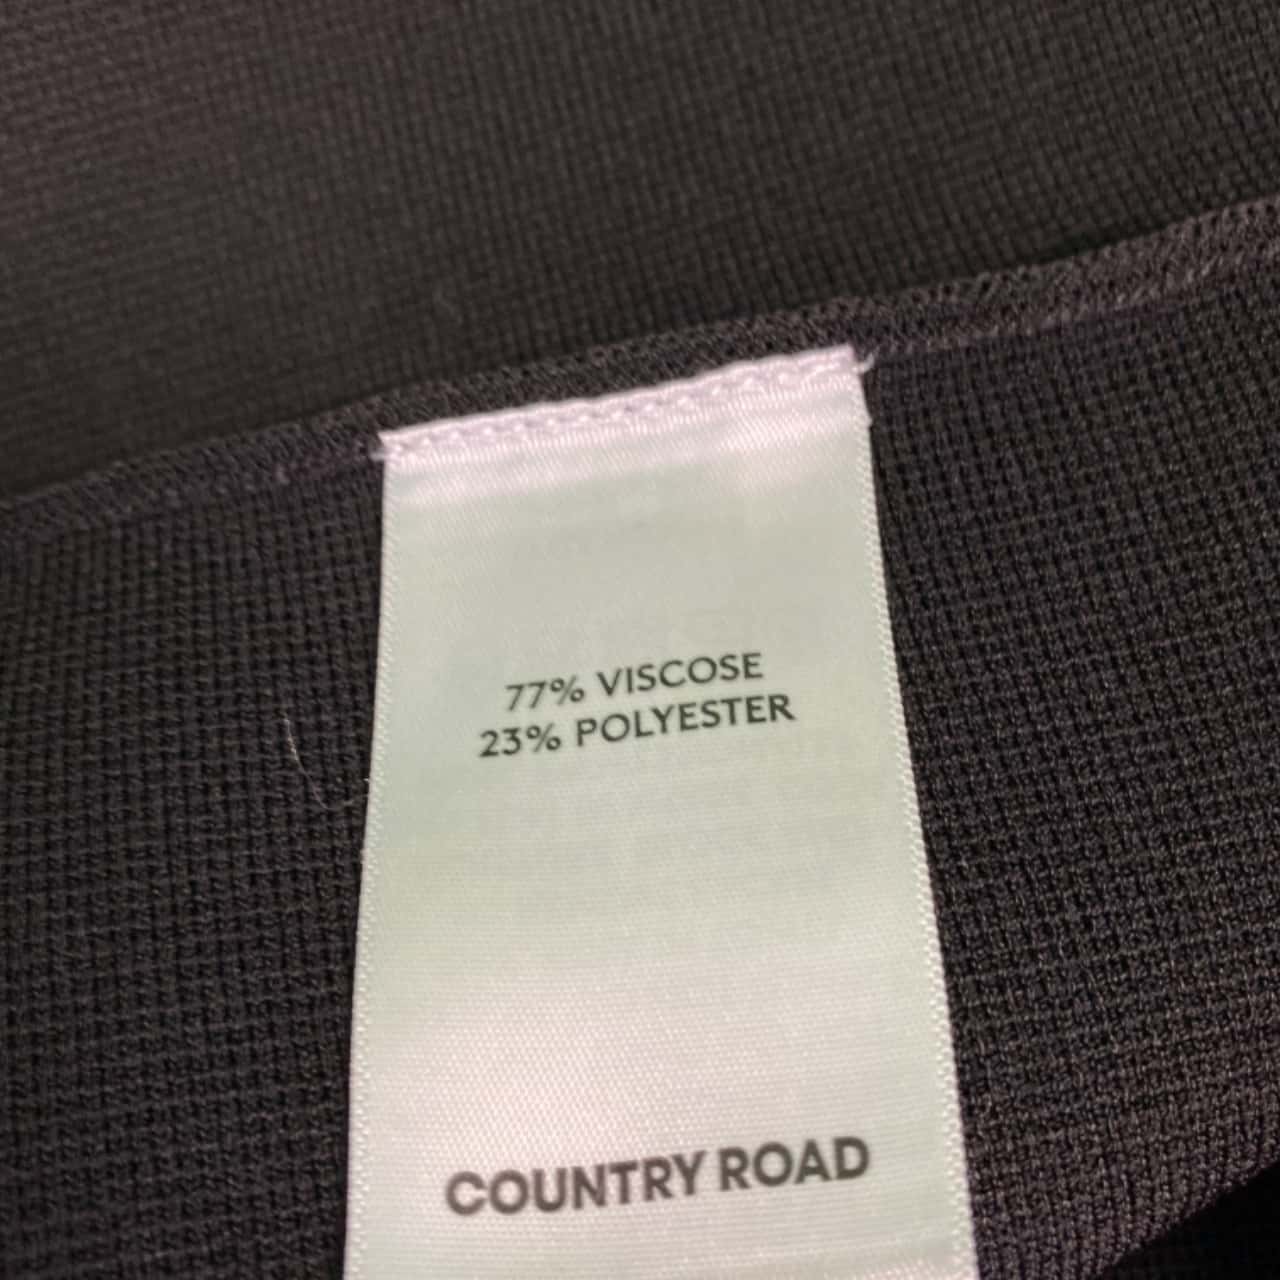 77% VISCOSE
23% POLYESTER
COUNTRY ROAD